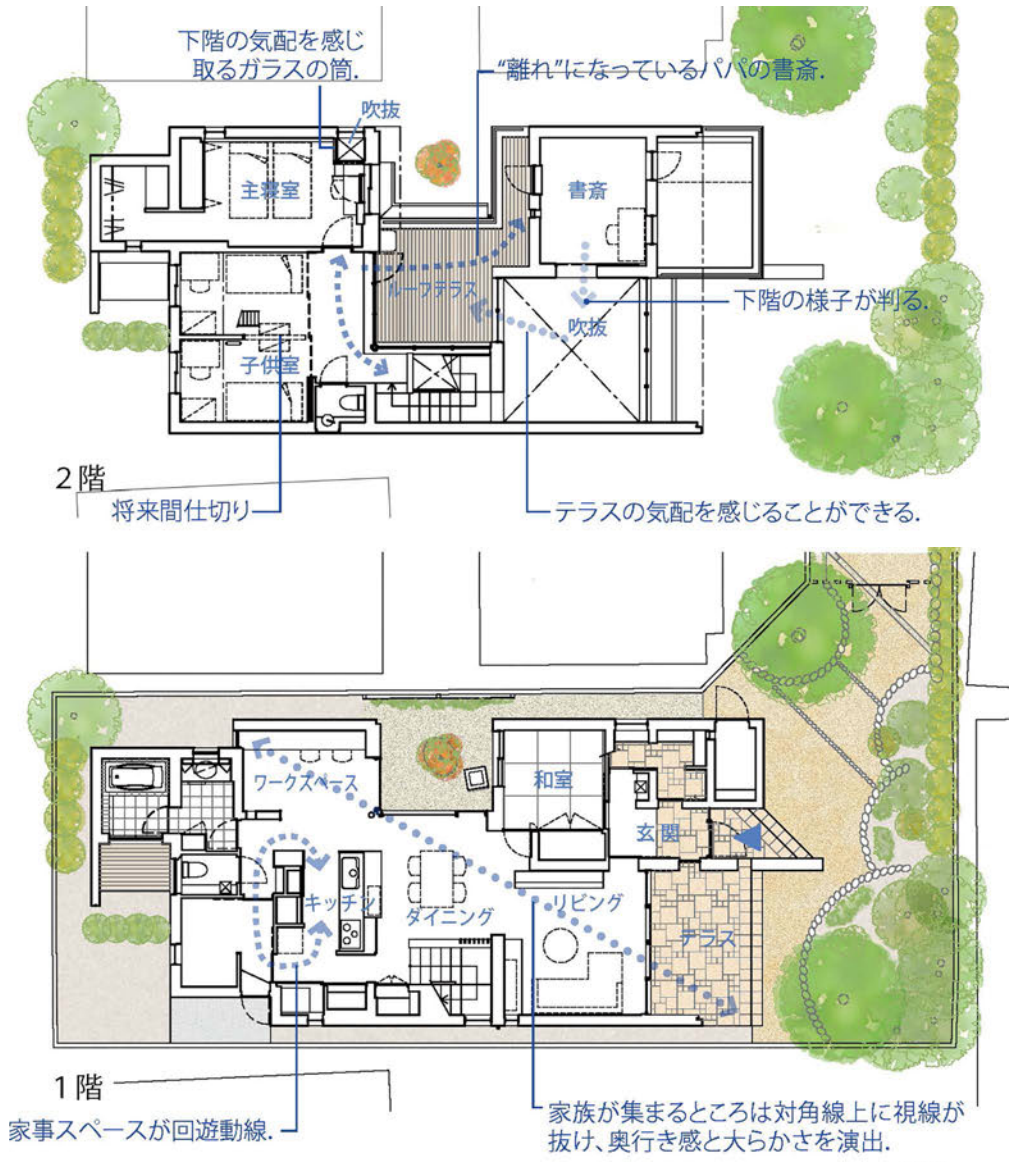 下階の気配を感じ
取るガラスの筒.
“離れ”になっているパパの書斎.
吹抜
主寝室
書斎
ルーフテラス
下階の様子が判る.
吹抜
子供室
2階
将来間仕切り
テラスの気配を感じることができる.
ワークスペース
和室
玄関
キッチン
ダイニング
リビング
テラス
1階
家事スペースが回遊動線.
家族が集まるところは対角線上に視線が
抜け、奥行き感と大らかさを演出.